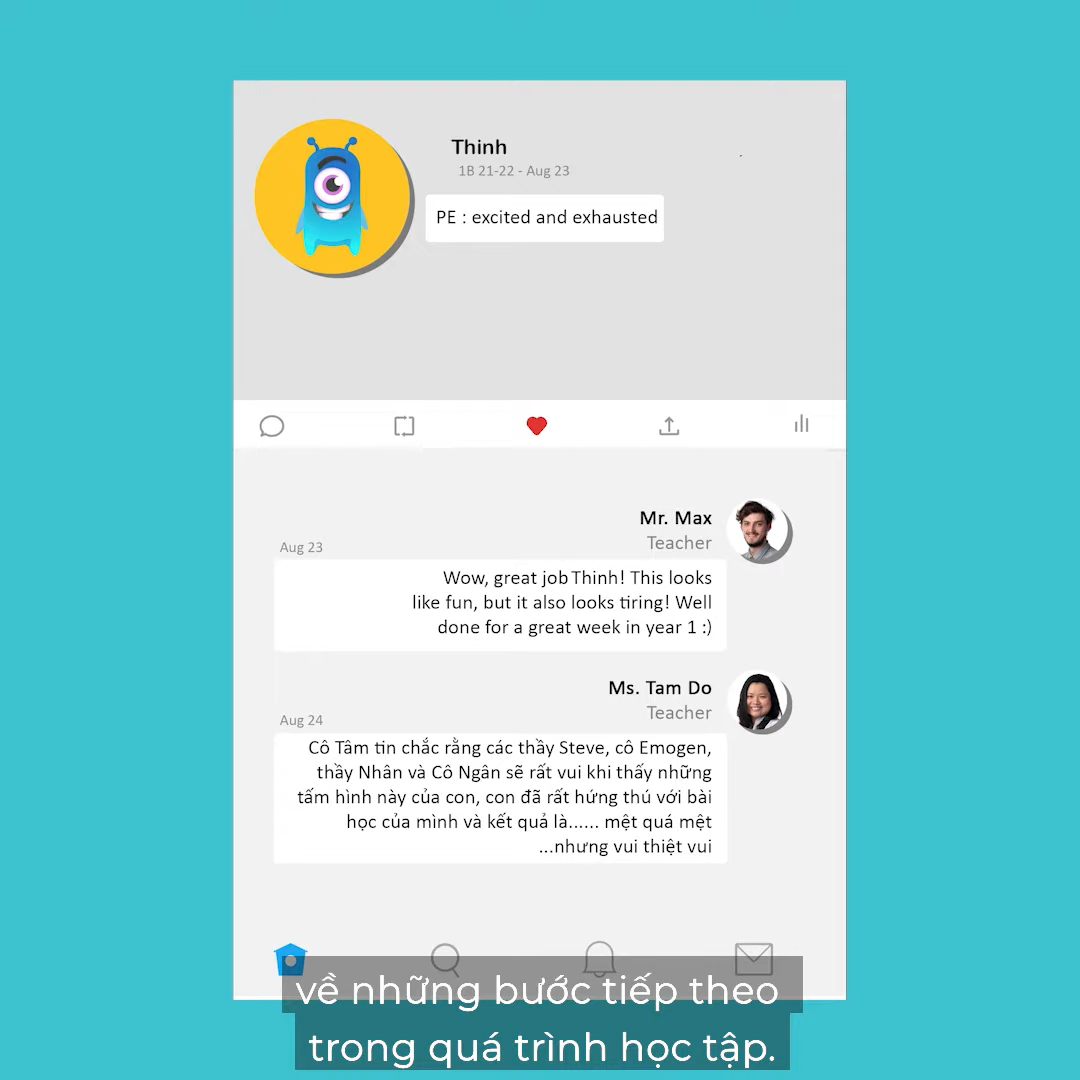 Thinh
1B 21-22 - Aug 23
PE : excited and exhausted
Mr. Max
Teacher
Aug 23
Wow, great job Thinh! This looks
like fun, but it also looks tiring! Well
done for a great week in year 1 :)
Ms. Tam Do
Teacher
Aug 24
Cô Tâm tin chắc rằng các thầy Steve, cô Emogen,
thầy Nhân và Cô Ngân sẽ rất vui khi thấy những
tấm hình này của con, con đã rất hứng thú với bài
học của mình và kết quả là...... mệt quá mệt
...nhưng vui thiệt vui
về những bước tiếp theo
trong quá trình học tập.